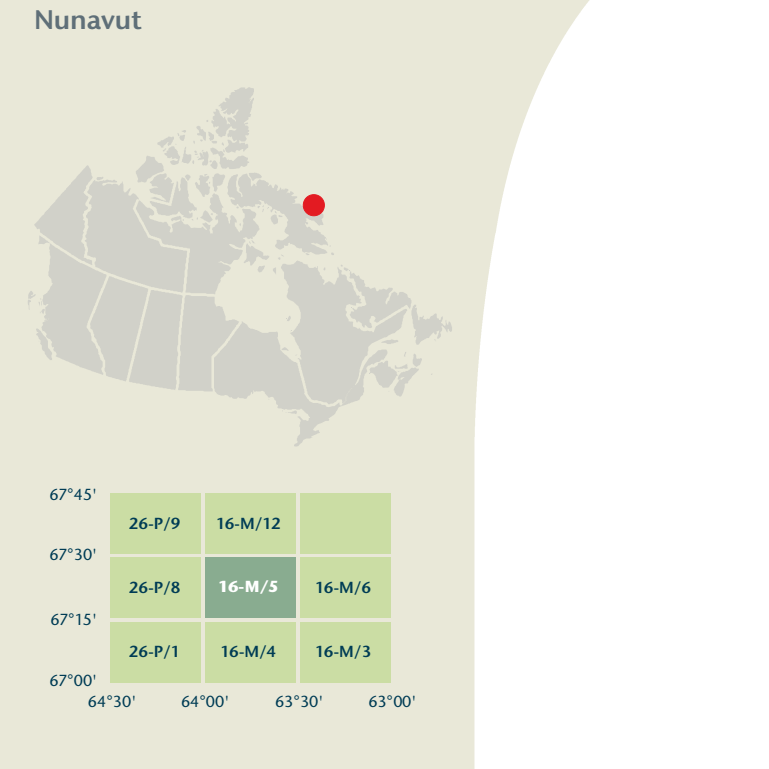 Nunavut
67°45'
26-P/9 16-M/12
67°30'
26-P/8 16-M/5 16-M/6
67°15'
26-P/1 16-M/4 16-M/3
67°00'
64°30' 64°00' 63°30' 63°00'